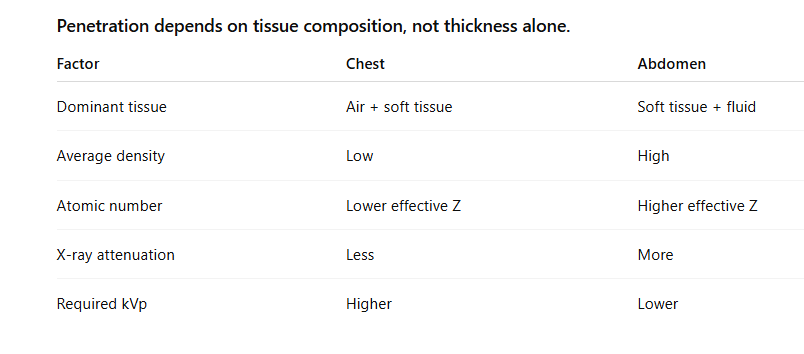 Penetration depends on tissue composition, not thickness alone.
Factor Chest Abdomen
Dominant tissue Air + soft tissue Soft tissue + fluid
Average density Low High
Atomic number Lower effective Z Higher effective Z
X-ray attenuation Less More
Required kVp Higher Lower